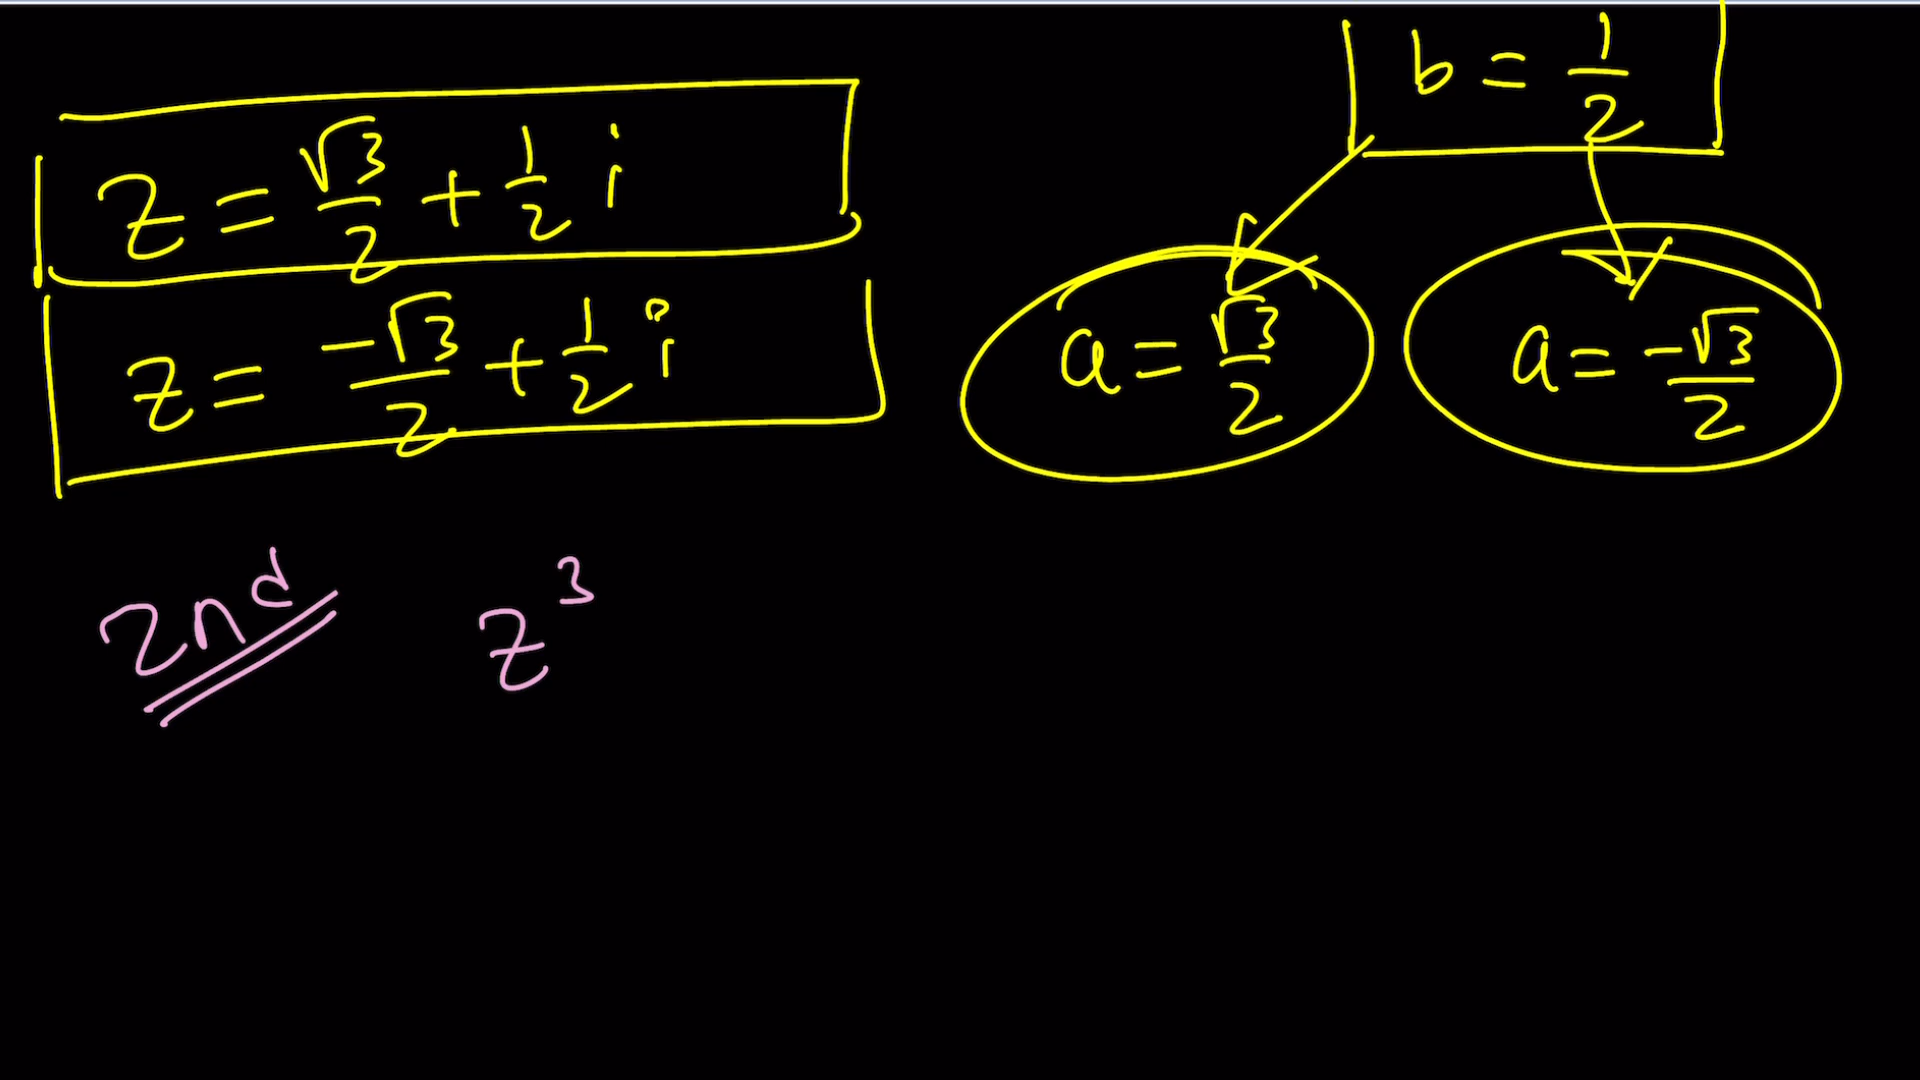 b = 1/2
z = √3/2 + 1/2 i
z = -√3/2 + 1/2 i
a = √3/2
a = -√3/2
2nd
z³